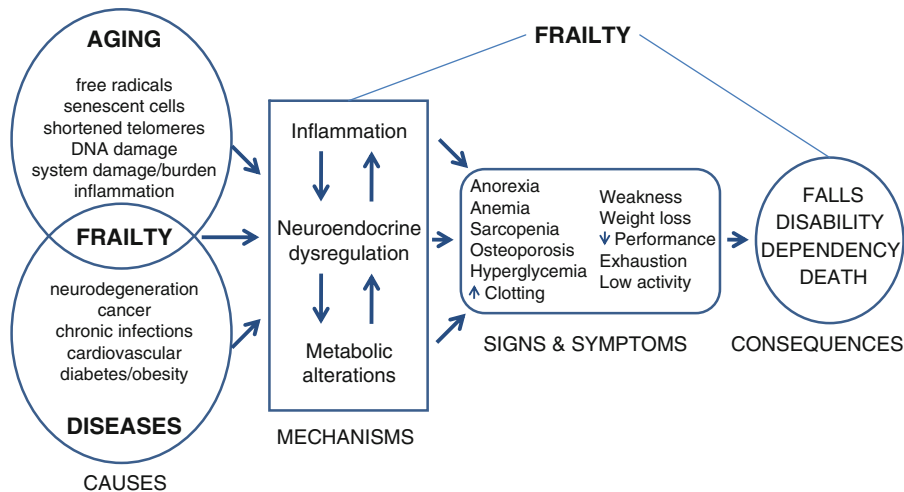 AGING
free radicals
senescent cells
shortened telomeres
DNA damage
system damage/burden
inflammation
FRAILTY
neurodegeneration
cancer
chronic infections
cardiovascular
diabetes/obesity
DISEASES
CAUSES
FRAILTY
Inflammation
Neuroendocrine
dysregulation
Metabolic
alterations
MECHANISMS
Anorexia
Anemia
Sarcopenia
Osteoporosis
Hyperglycemia
↑ Clotting
Weakness
Weight loss
↓ Performance
Exhaustion
Low activity
SIGNS & SYMPTOMS
FALLS
DISABILITY
DEPENDENCY
DEATH
CONSEQUENCES